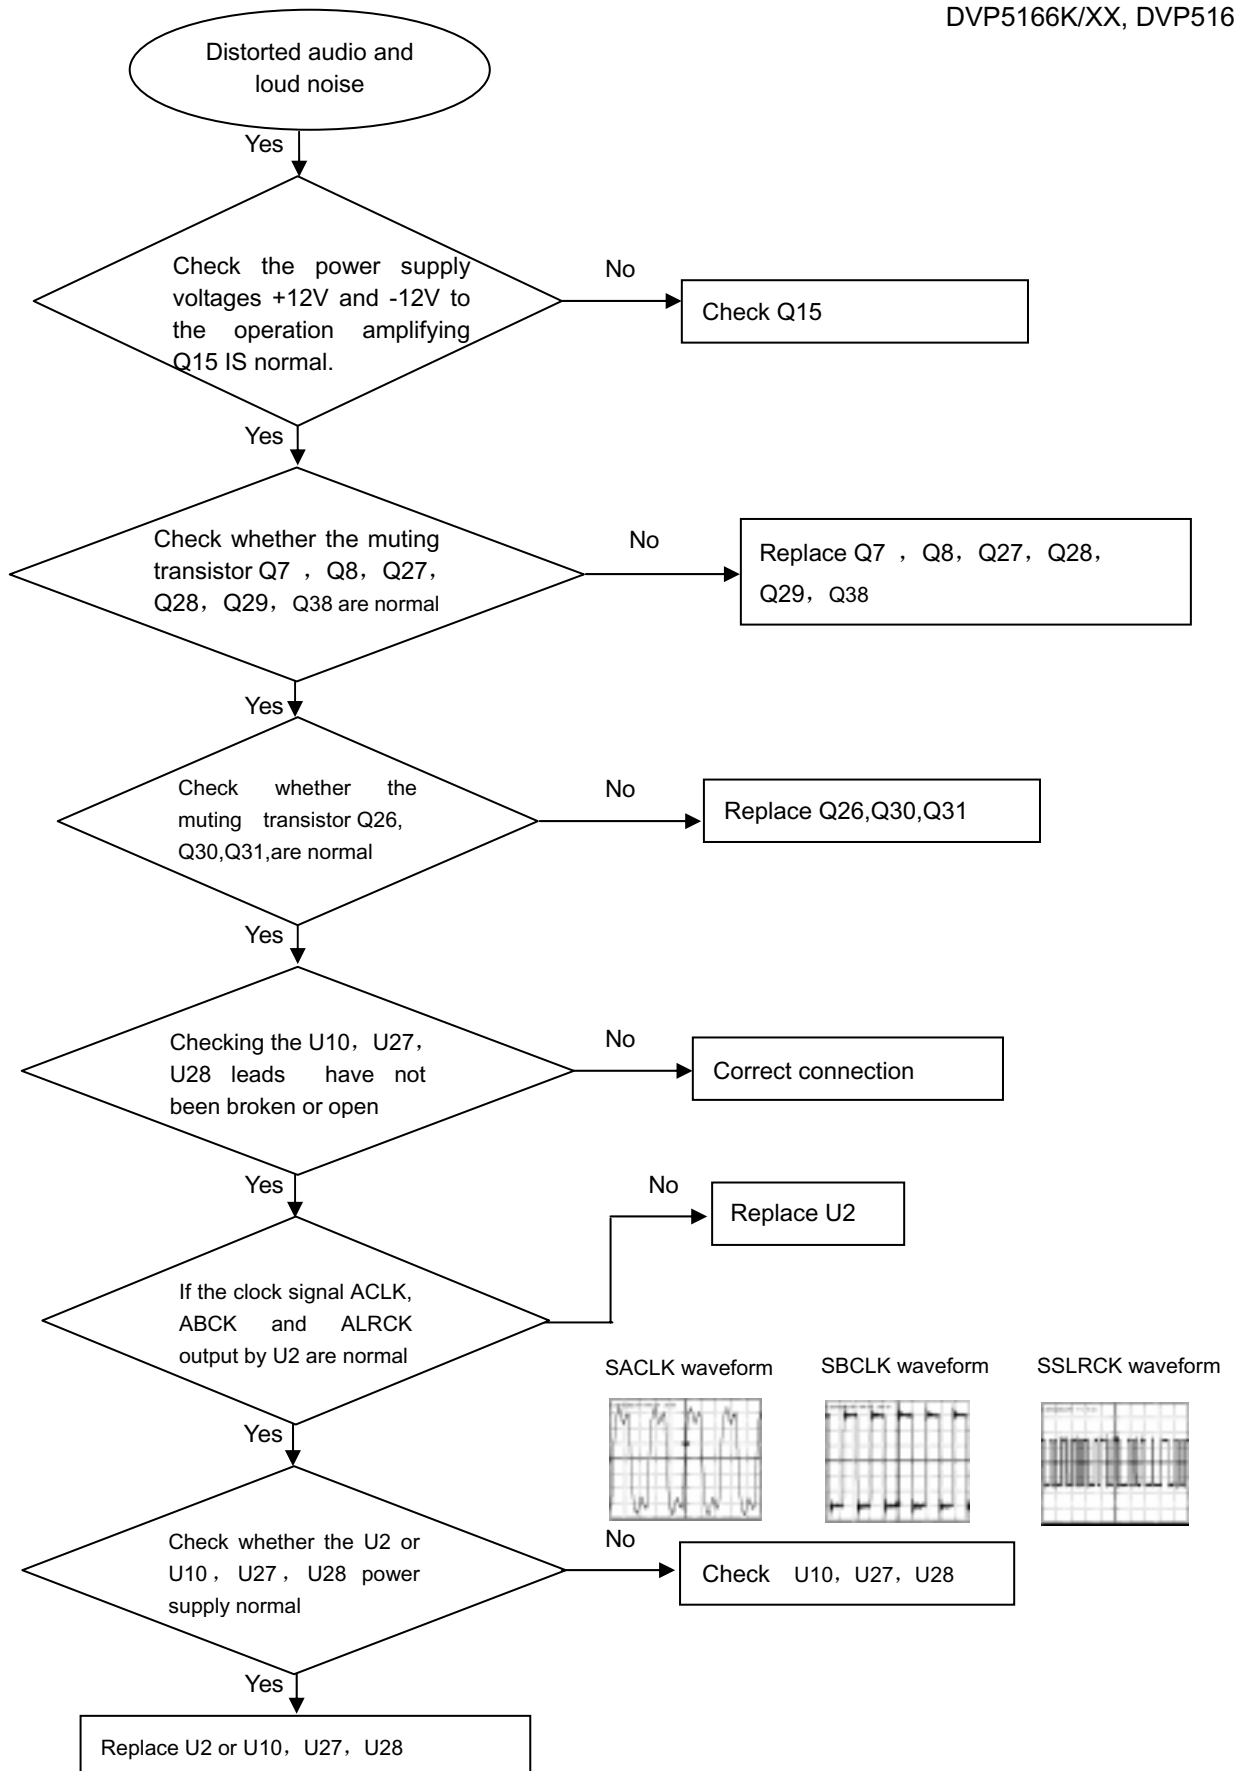 DVP5166K/XX, DVP516
Distorted audio and
loud noise
Yes
Check the power supply
voltages +12V and -12V to
the operation amplifying
Q15 IS normal.
No
Check Q15
Yes
Check whether the muting
transistor Q7 ，Q8，Q27，
Q28，Q29，Q38 are normal
No
Replace Q7 ，Q8，Q27，Q28，
Q29，Q38
Yes
Check whether the
muting transistor Q26,
Q30,Q31,are normal
No
Replace Q26,Q30,Q31
Yes
Checking the U10，U27，
U28 leads have not
been broken or open
No
Correct connection
Yes
No
Replace U2
If the clock signal ACLK,
ABCK and ALRCK
output by U2 are normal
SACLK waveform
SBCLK waveform
SSLRCK waveform
Yes
Check whether the U2 or
U10，U27，U28 power
supply normal
No
Check U10，U27，U28
Yes
Replace U2 or U10，U27，U28